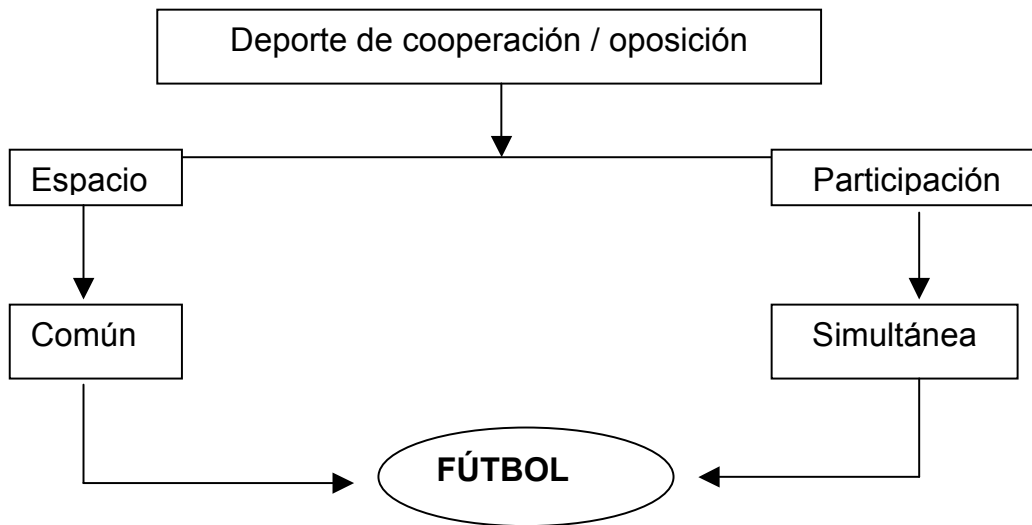 Deporte de cooperación / oposición
Espacio
Participación
Común
Simultánea
FÚTBOL